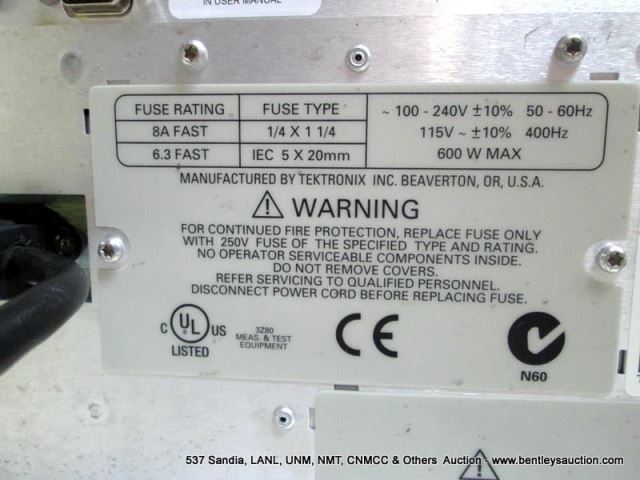 IN USER MANUAL
FUSE RATING FUSE TYPE ~ 100 - 240V ±10% 50 - 60Hz
8A FAST 1/4 X 1 1/4 115V ~ ±10% 400Hz
6.3 FAST IEC 5 X 20mm 600 W MAX
MANUFACTURED BY TEKTRONIX INC. BEAVERTON, OR, U.S.A.
WARNING
FOR CONTINUED FIRE PROTECTION, REPLACE FUSE ONLY
WITH 250V FUSE OF THE SPECIFIED TYPE AND RATING.
NO OPERATOR SERVICEABLE COMPONENTS INSIDE.
DO NOT REMOVE COVERS.
REFER SERVICING TO QUALIFIED PERSONNEL.
DISCONNECT POWER CORD BEFORE REPLACING FUSE.
C UL US
LISTED
3Z80
MEAS. & TEST
EQUIPMENT
CE
N60
537 Sandia, LANL, UNM, NMT, CNMCC & Others Auction - www.bentleysauction.com